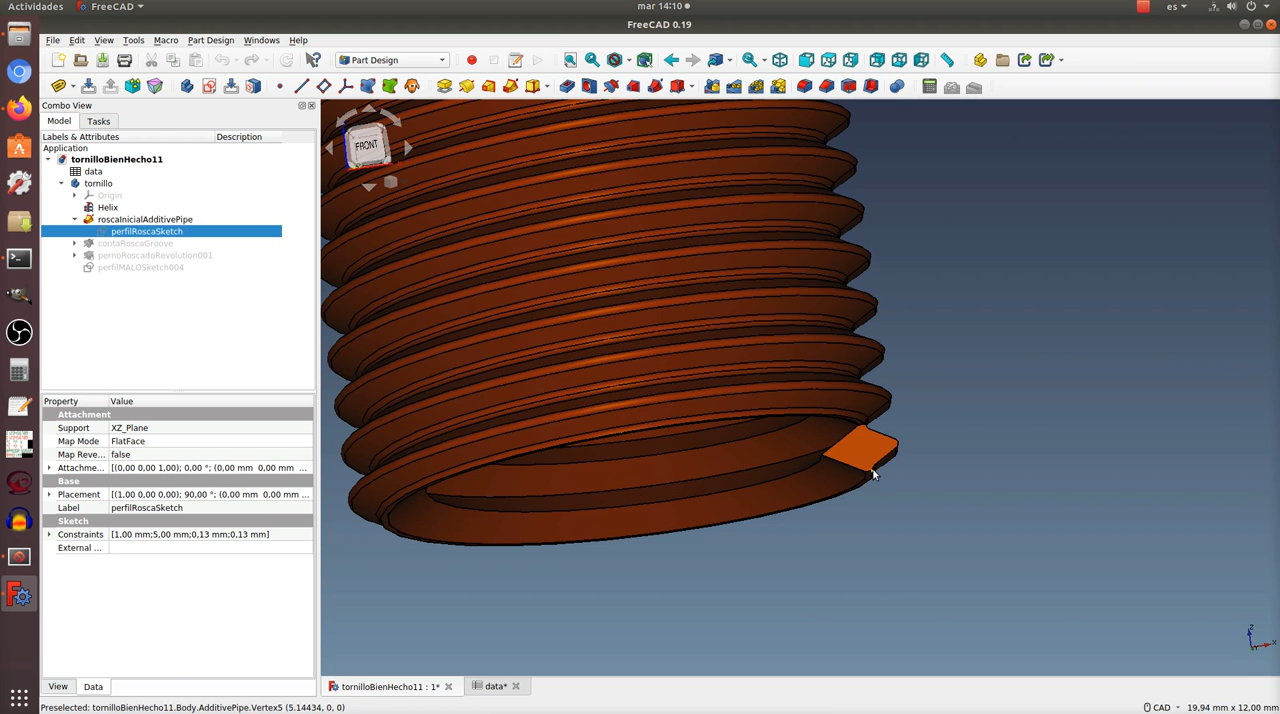 Actividades FreeCAD mar 14:10 es
FreeCAD 0.19
File Edit View Tools Macro Part Design Windows Help
Part Design
Combo View
Model Tasks
Labels & Attributes Description
Application
tornilloBienHecho11
data
tornillo
Origin
Helix
roscaInicialAdditivePipe
perfilRoscaSketch
contaRoscaGroove
pernoRoscadoRevolution001
perfilMALOSketch004
FRONT
Property Value
Attachment
Support XZ_Plane
Map Mode FlatFace
Map Reve... false
Attachme... [(0,00 0,00 1,00); 0,00 °; (0,00 mm 0,00 mm ...
Base
Placement [(1,00 0,00 0,00); 90,00 °; (0,00 mm 0,00 mm ...
Label perfilRoscaSketch
Sketch
Constraints [1,00 mm;5,00 mm;0,13 mm;0,13 mm]
External ...
Z
X
View Data
tornilloBienHecho11 : 1* data*
Preselected: tornilloBienHecho11.Body.AdditivePipe.Vertex5 (5.14434, 0, 0) CAD 19,94 mm x 12,00 mm